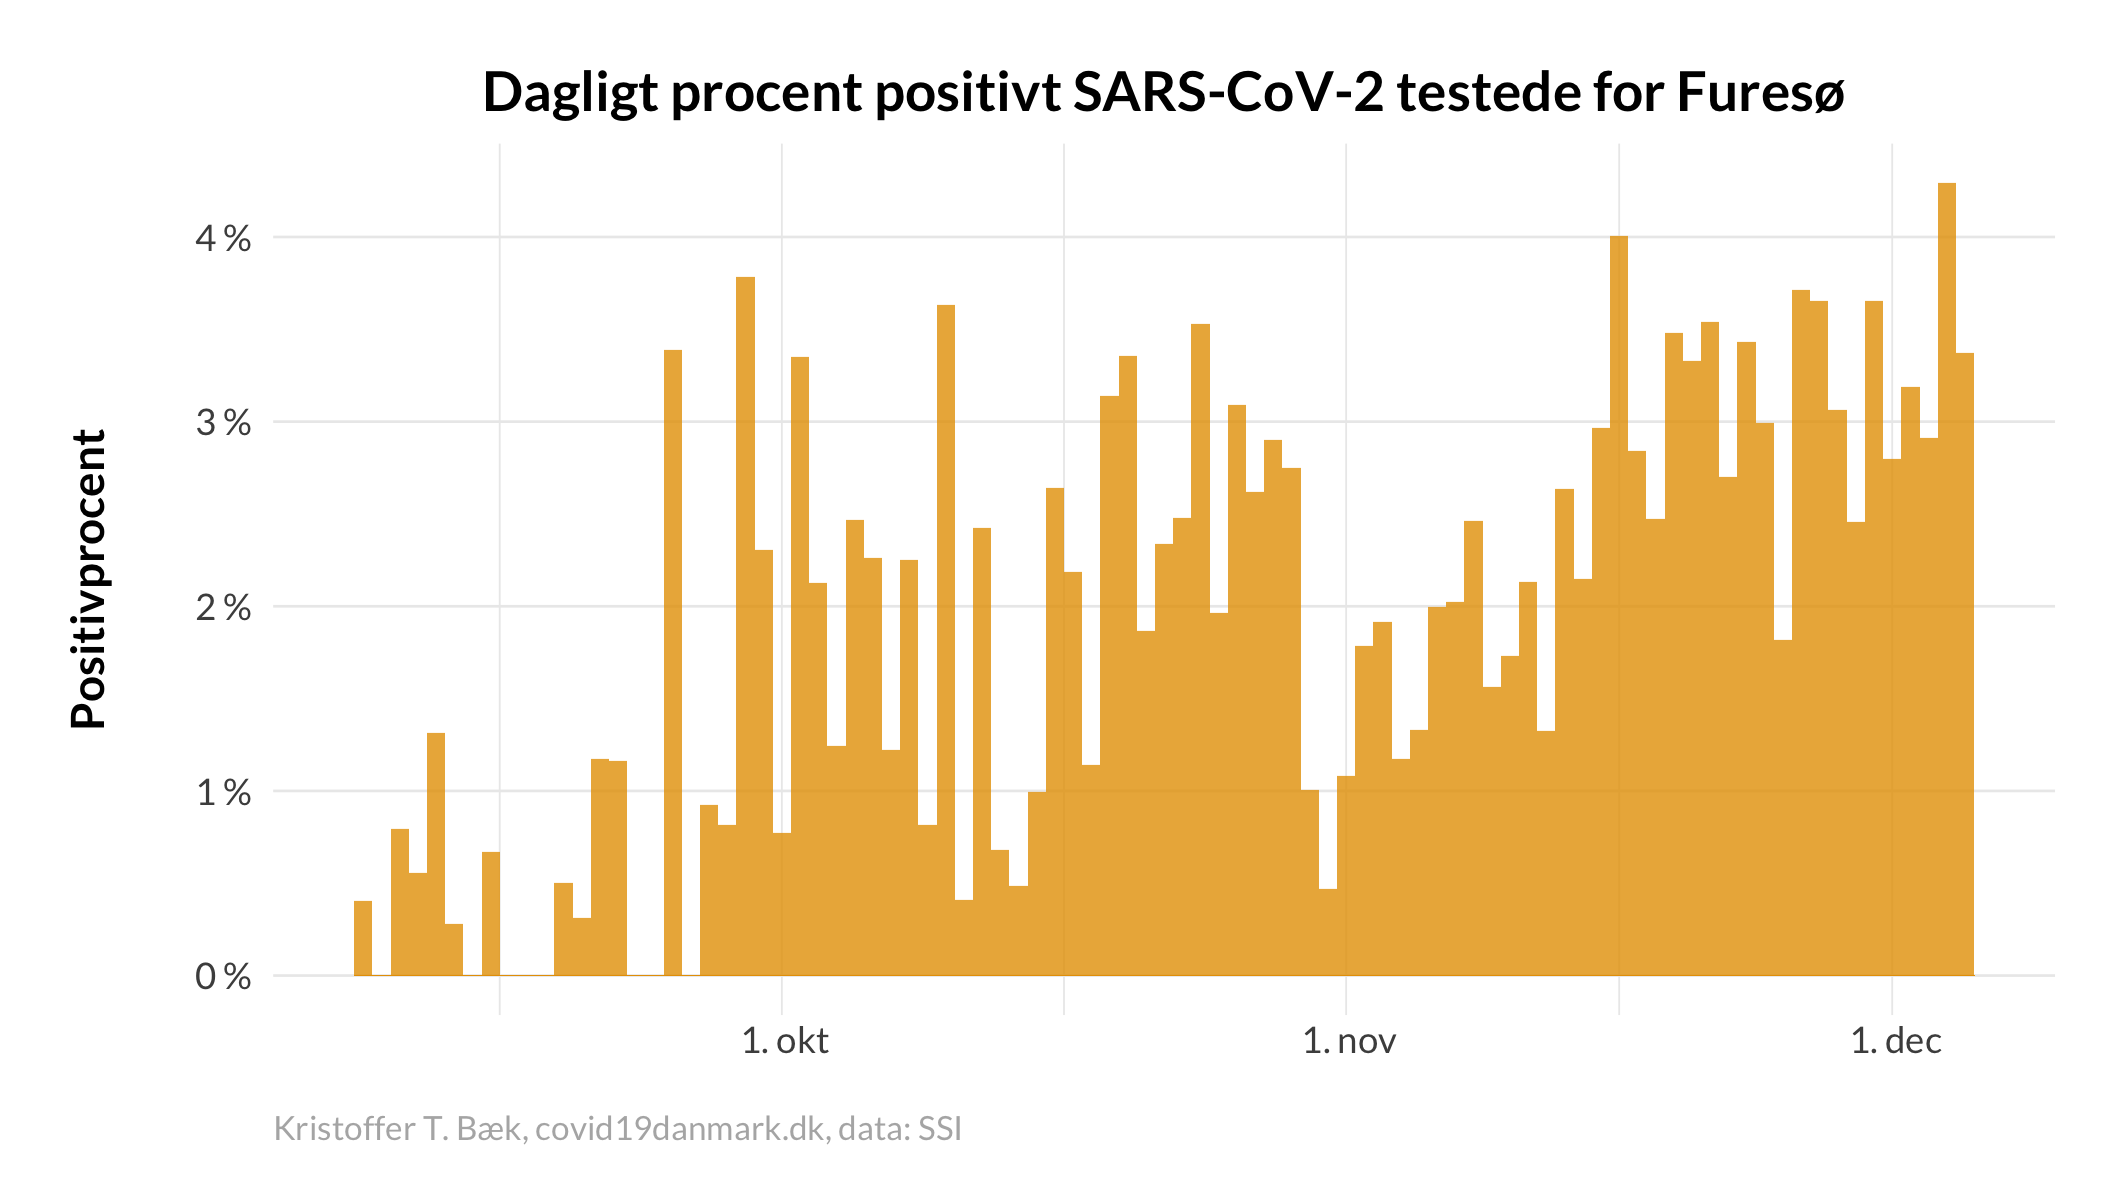 Dagligt procent positivt SARS-CoV-2 testede for Furesø
Positivprocent
4 %
3 %
2 %
1 %
0 %
1. okt
1. nov
1. dec
Kristoffer T. Bæk, covid19danmark.dk, data: SSI